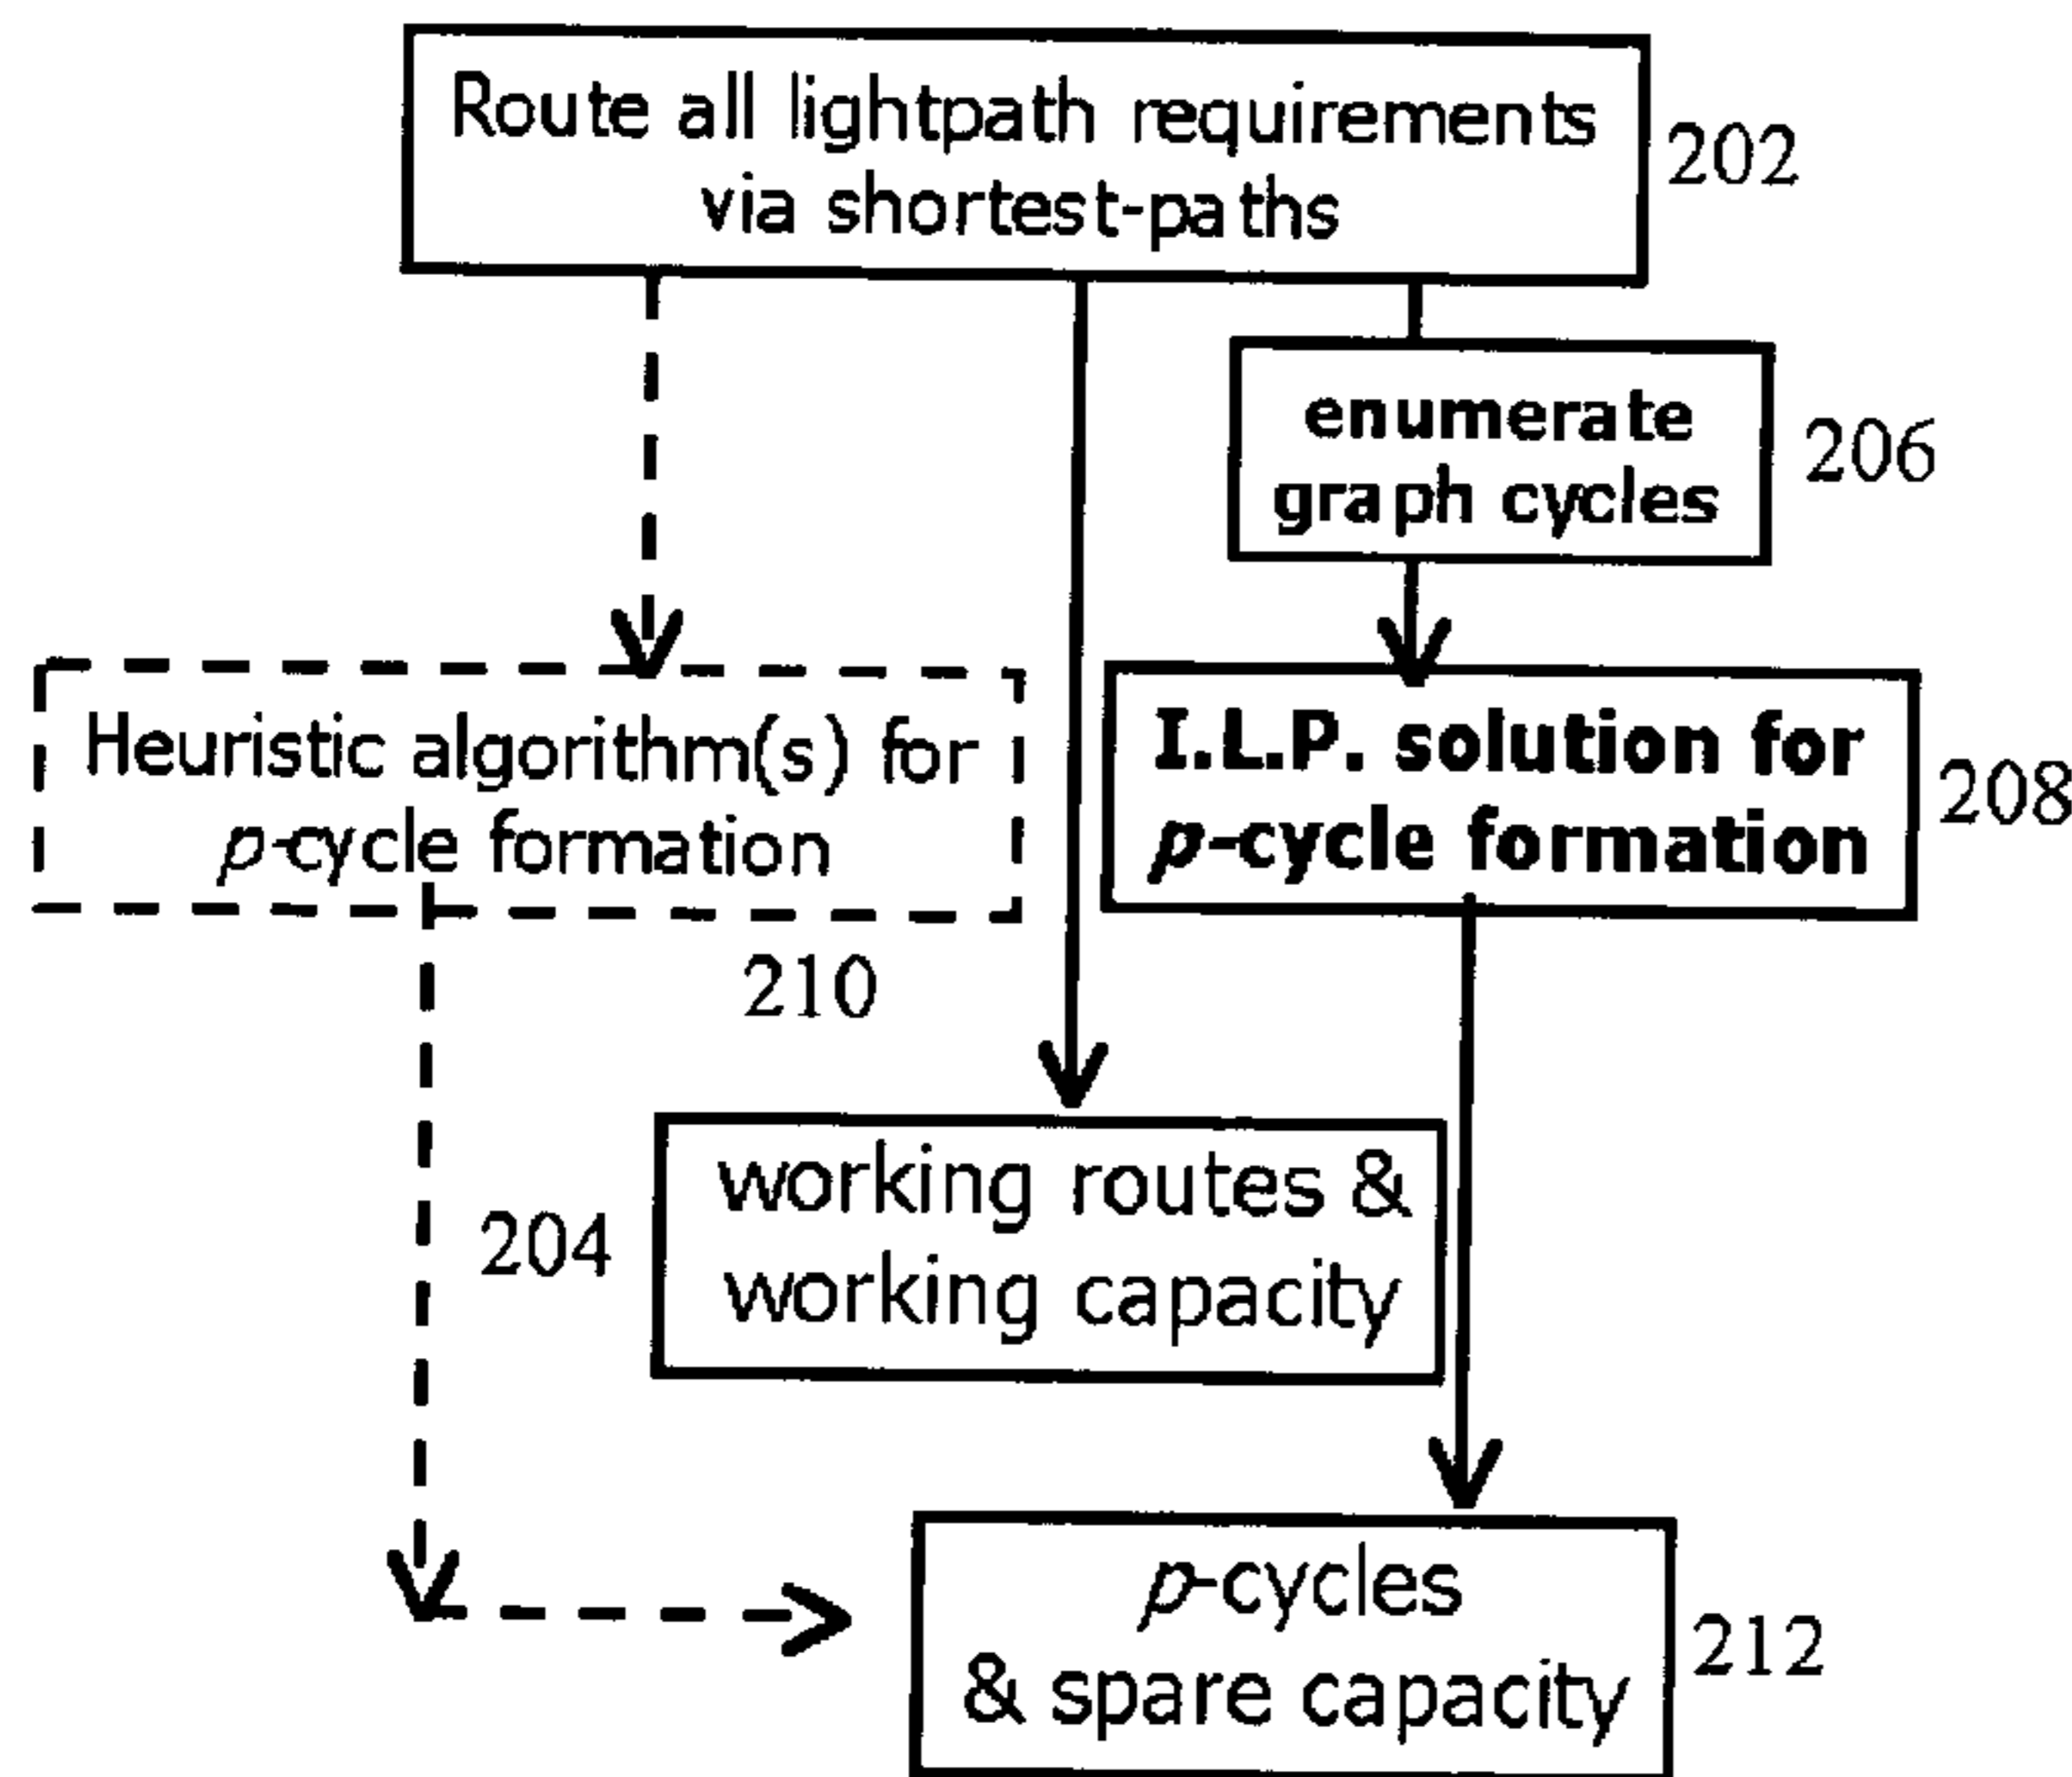 Route all lightpath requirements
via shortest-paths
202
enumerate
graph cycles
206
Heuristic algorithm(s) for
p-cycle formation
210
I.L.P. solution for
p-cycle formation
208
working routes &
working capacity
204
p-cycles
& spare capacity
212